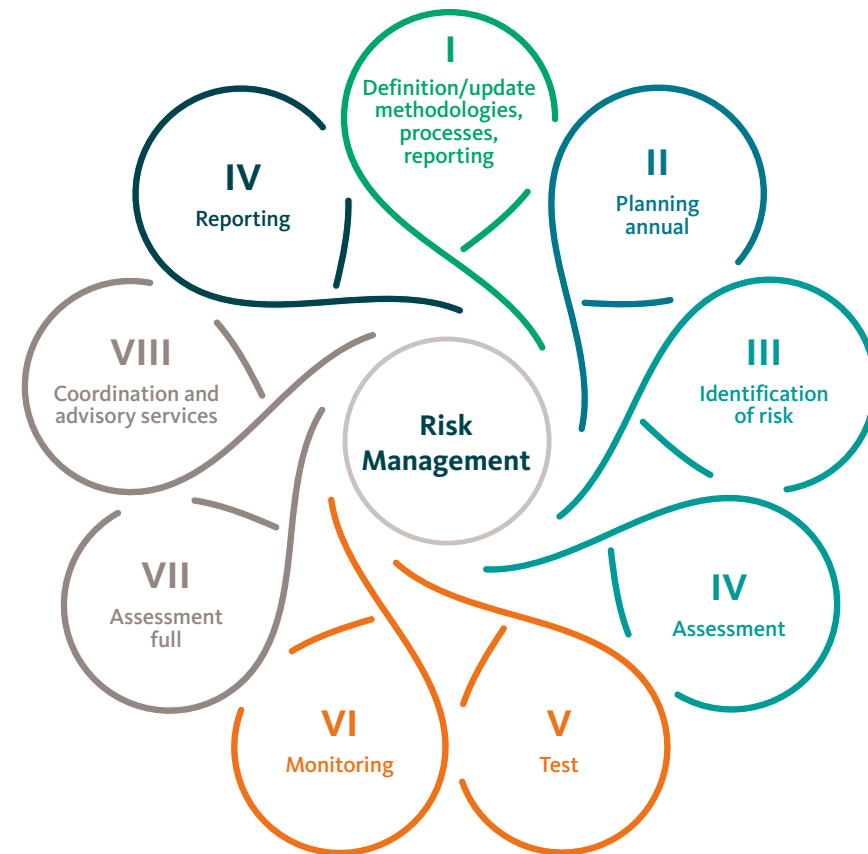 I
Definition/update
methodologies,
processes,
reporting
II
Planning
annual
III
Identification
of risk
IV
Assessment
V
Test
VI
Monitoring
VII
Assessment
full
VIII
Coordination and
advisory services
IV
Reporting
Risk
Management